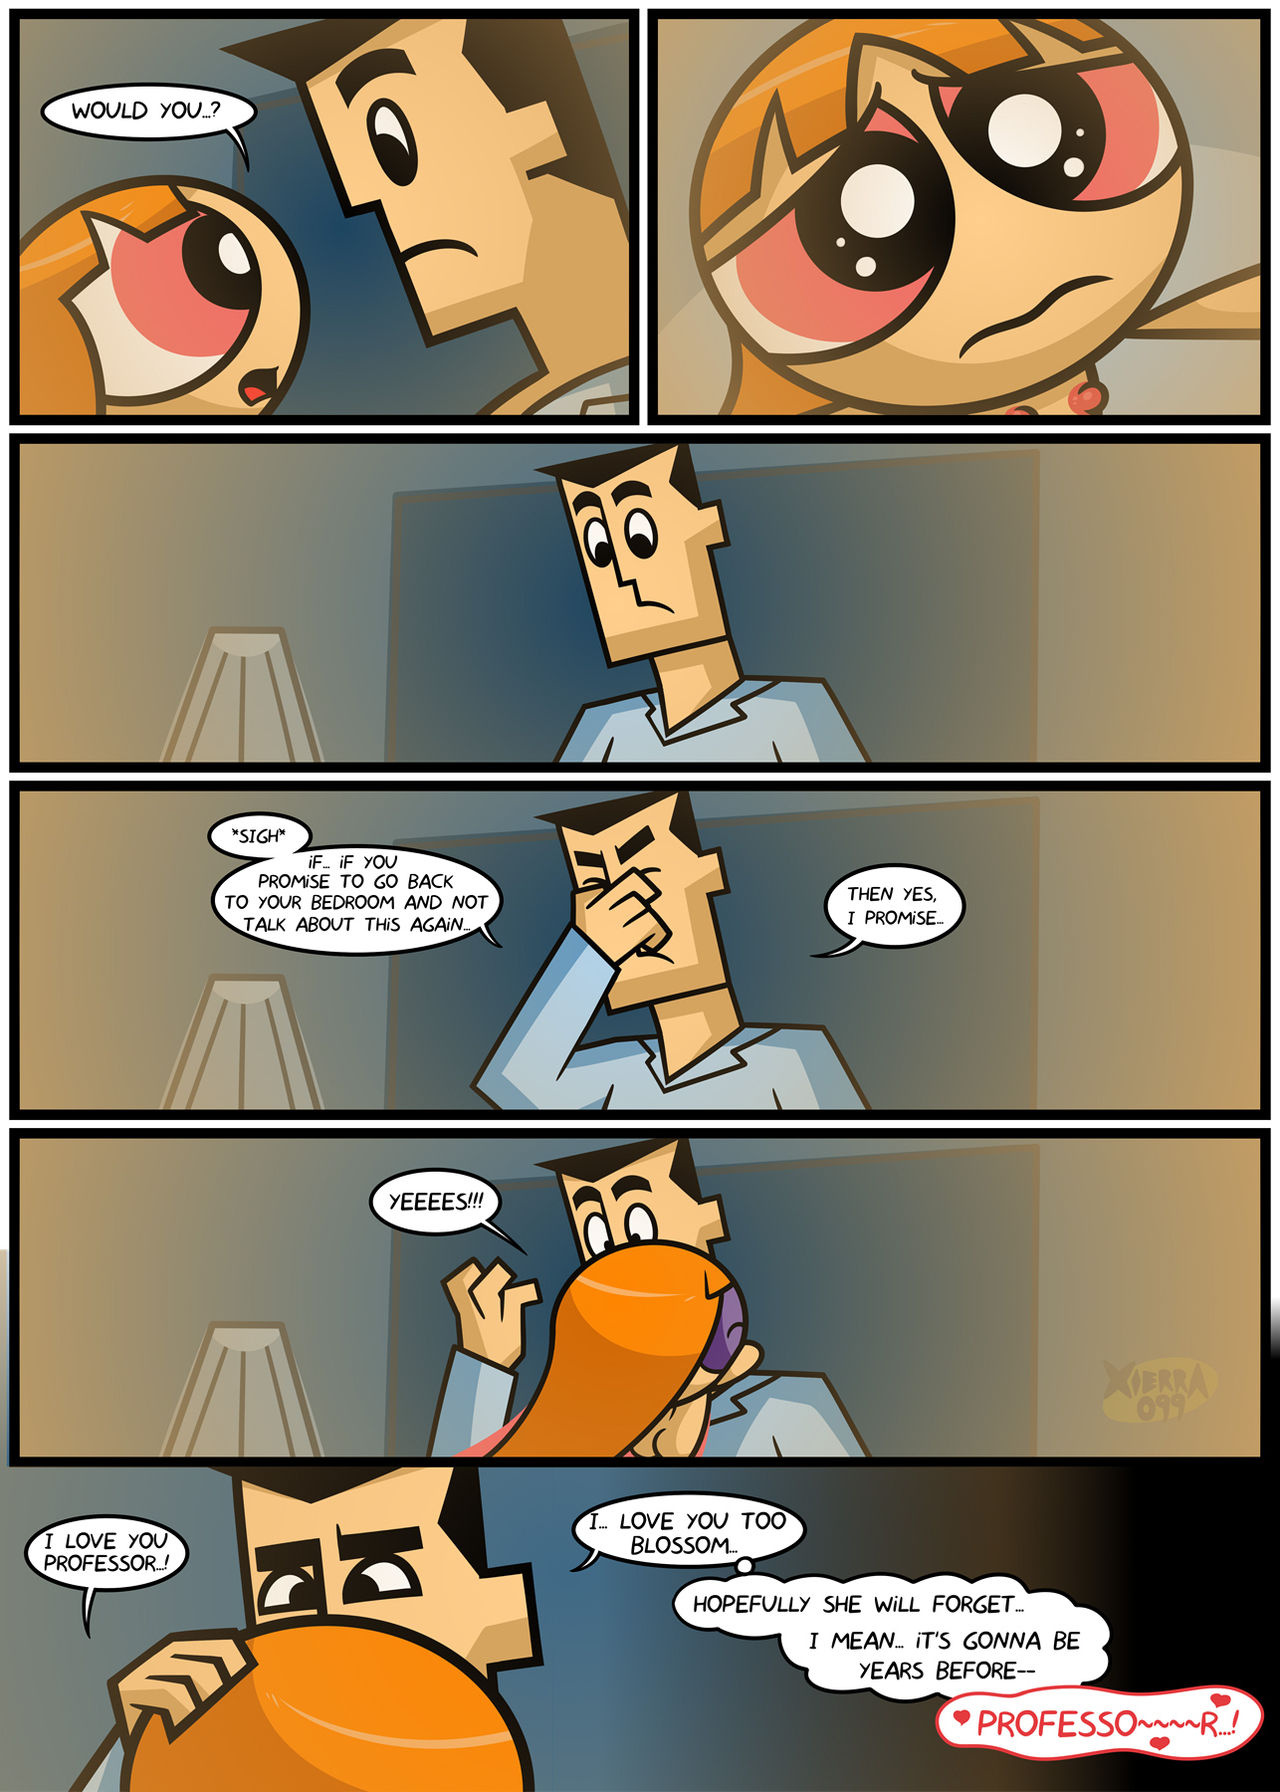 WOULD YOU...?
*SIGH*
IF... IF YOU
PROMISE TO GO BACK
TO YOUR BEDROOM AND NOT
TALK ABOUT THIS AGAIN...
THEN YES,
I PROMISE...
YEEEES!!!
XIERRA
099
I LOVE YOU
PROFESSOR...!
I... LOVE YOU TOO
BLOSSOM...
HOPEFULLY SHE WILL FORGET...
I MEAN... IT'S GONNA BE
YEARS BEFORE--
PROFESSO~~~~R...!